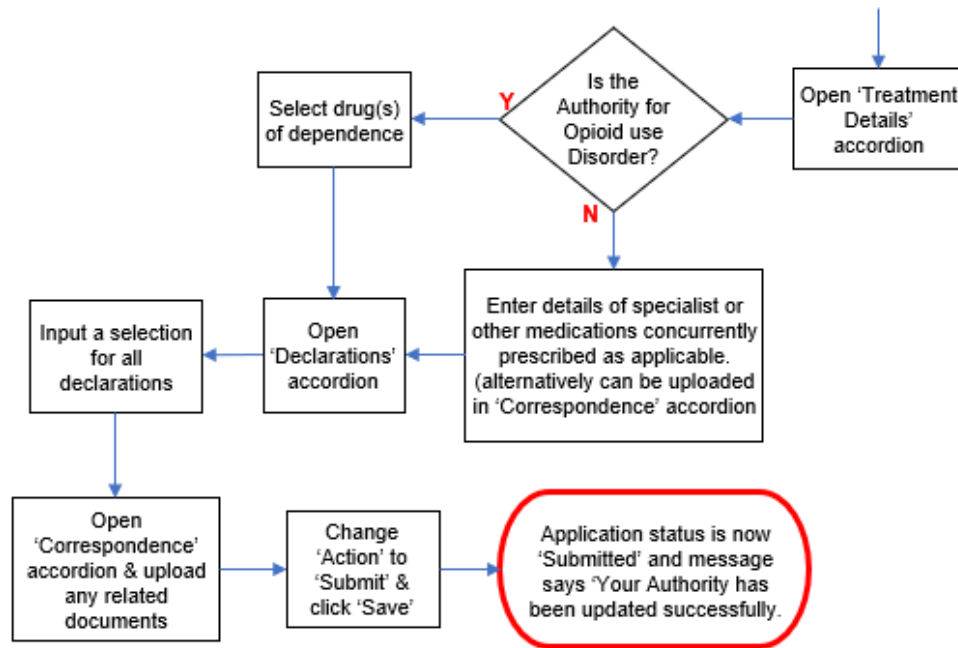 Open 'Treatment
Details'
accordion
Is the
Authority for
Opioid use
Disorder?
Y
N
Select drug(s)
of dependence
Enter details of specialist or
other medications concurrently
prescribed as applicable.
(alternatively can be uploaded
in 'Correspondence' accordion
Open
'Declarations'
accordion
Input a selection
for all
declarations
Open
'Correspondence'
accordion & upload
any related
documents
Change
'Action' to
'Submit' &
click 'Save'
Application status is now
'Submitted' and message
says 'Your Authority has
been updated successfully.